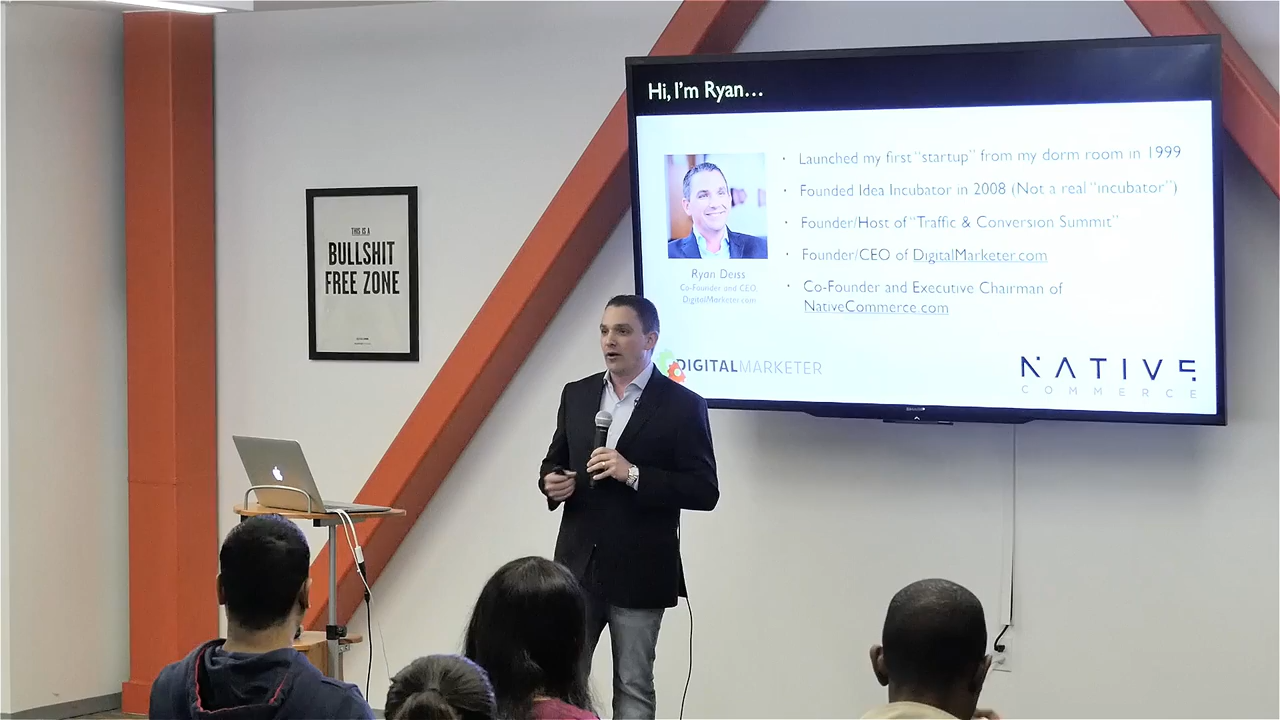 THIS IS A
BULLSHIT
FREE ZONE
Hi, I'm Ryan…
• Launched my first "startup" from my dorm room in 1999
• Founded Idea Incubator in 2008 (Not a real "incubator")
• Founder/Host of "Traffic & Conversion Summit"
• Founder/CEO of DigitalMarketer.com
• Co-Founder and Executive Chairman of
NativeCommerce.com
Ryan Deiss
Co-Founder and CEO
DigitalMarketer.com
DIGITALMARKETER
NATIVE
COMMERCE